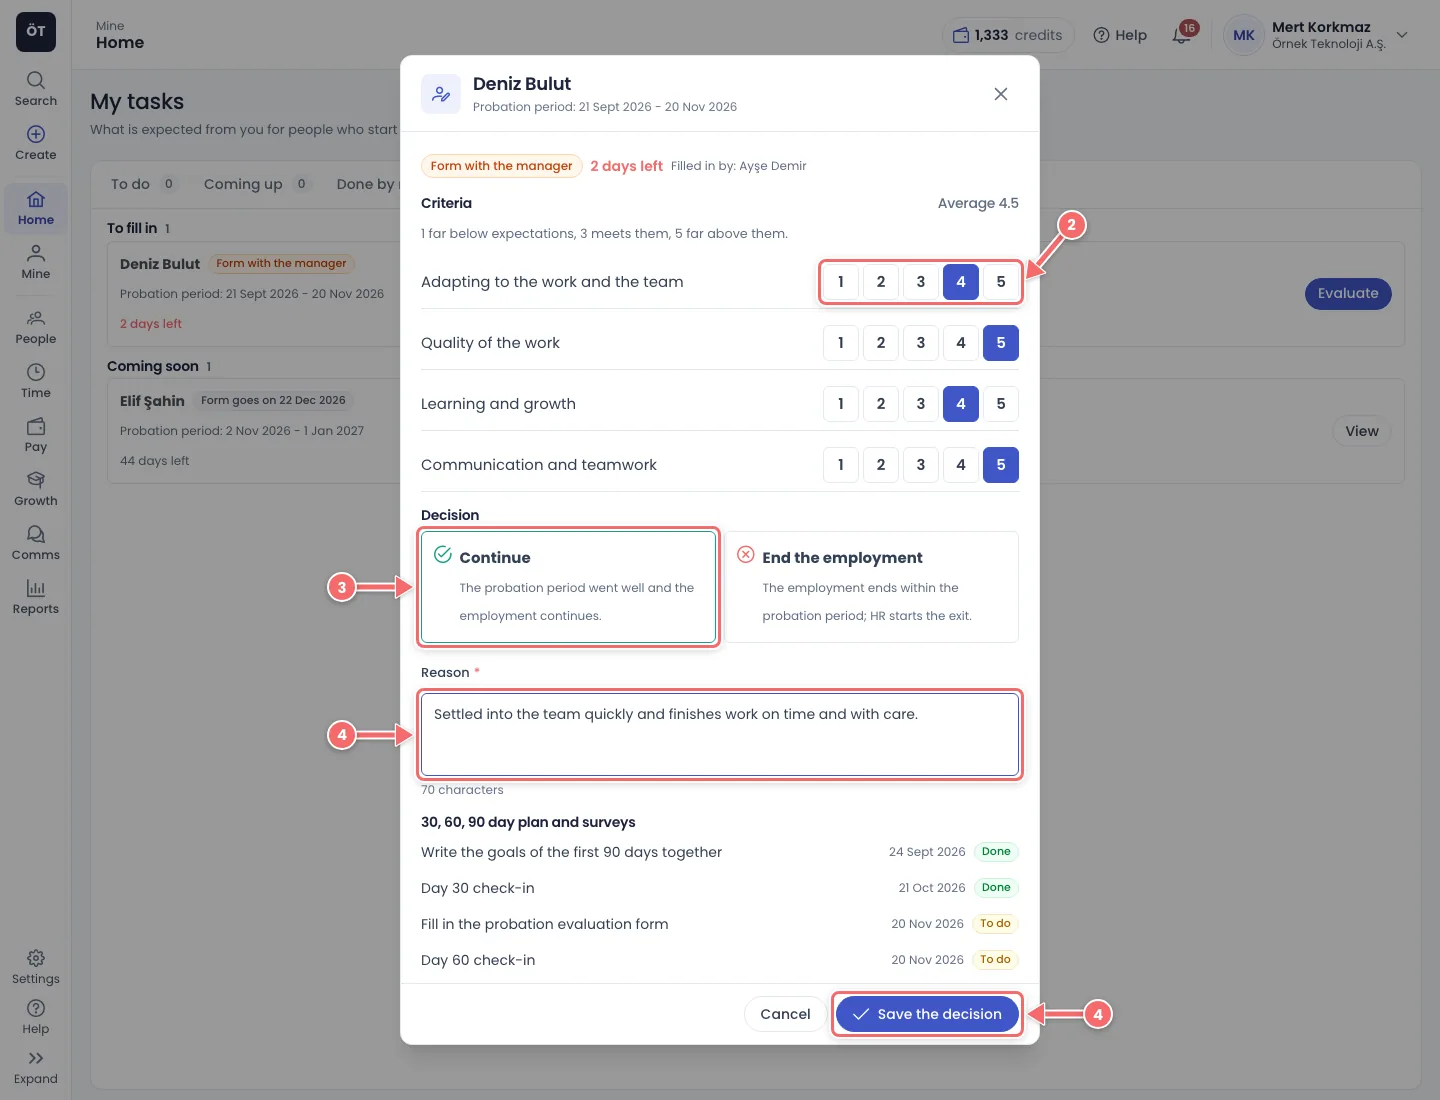 ÖT
Search
Create
Home
Mine
People
Time
Pay
Growth
Comms
Reports
Settings
Help
Expand
Mine
Home
1,333 credits
Help
16
MK
Mert Korkmaz
Örnek Teknoloji A.Ş.
My tasks
What is expected from you for people who start
To do 0
Coming up 0
Done by
To fill in 1
Deniz Bulut Form with the manager
Probation period: 21 Sept 2026 - 20 Nov 2026
2 days left
Evaluate
Coming soon 1
Elif Şahin Form goes on 22 Dec 2026
Probation period: 2 Nov 2026 - 1 Jan 2027
44 days left
View
Deniz Bulut
Probation period: 21 Sept 2026 - 20 Nov 2026
Form with the manager 2 days left Filled in by: Ayşe Demir
Criteria Average 4.5
1 far below expectations, 3 meets them, 5 far above them.
2
Adapting to the work and the team 1 2 3 4 5
Quality of the work 1 2 3 4 5
Learning and growth 1 2 3 4 5
Communication and teamwork 1 2 3 4 5
Decision
3
Continue
The probation period went well and the
employment continues.
End the employment
The employment ends within the
probation period; HR starts the exit.
Reason *
4
Settled into the team quickly and finishes work on time and with care.
70 characters
30, 60, 90 day plan and surveys
Write the goals of the first 90 days together 24 Sept 2026 Done
Day 30 check-in 21 Oct 2026 Done
Fill in the probation evaluation form 20 Nov 2026 To do
Day 60 check-in 20 Nov 2026 To do
Cancel
Save the decision
4